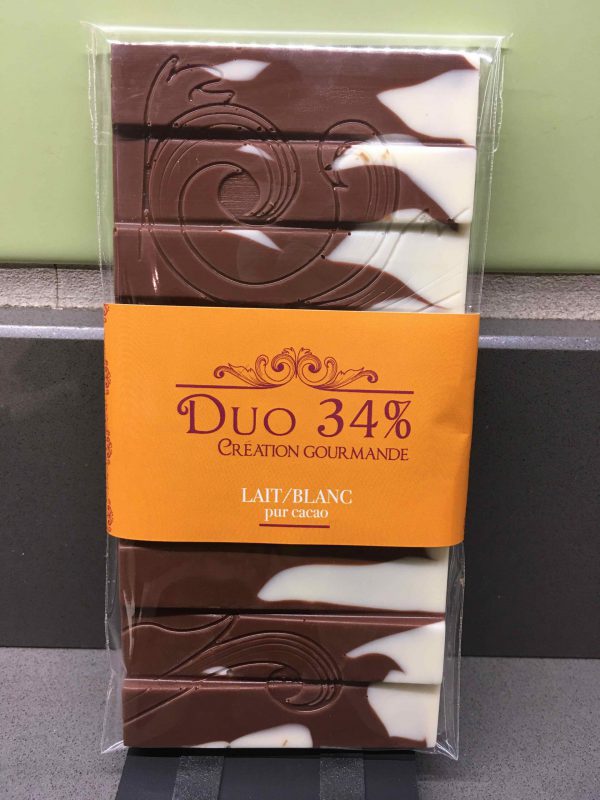 DUO 34%
CRÉATION GOURMANDE
LAIT/BLANC
pur cacao